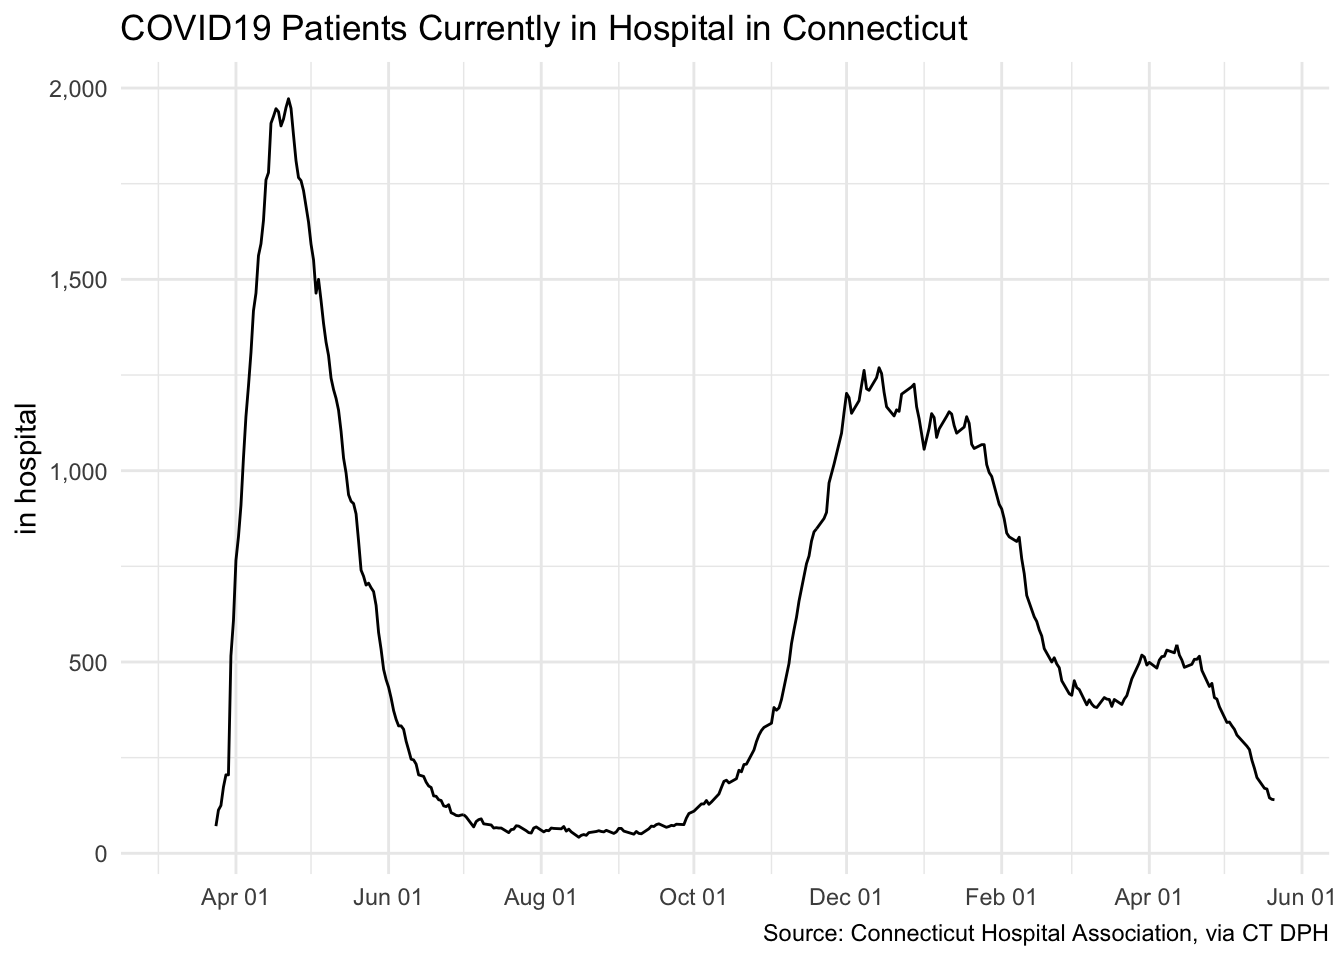 COVID19 Patients Currently in Hospital in Connecticut
2,000
1,500
1,000
500
0
in hospital
Apr 01 Jun 01 Aug 01 Oct 01 Dec 01 Feb 01 Apr 01 Jun 01
Source: Connecticut Hospital Association, via CT DPH